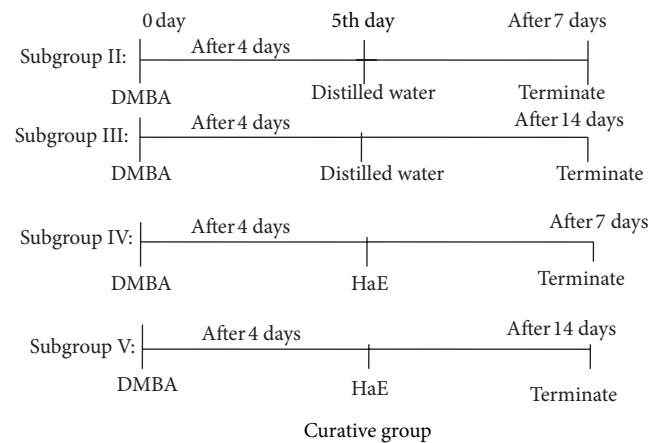 0 day 5th day After 7 days
Subgroup II: After 4 days
DMBA Distilled water Terminate
Subgroup III: After 4 days After 14 days
DMBA Distilled water Terminate
Subgroup IV: After 4 days After 7 days
DMBA HaE Terminate
Subgroup V: After 4 days After 14 days
DMBA HaE Terminate
Curative group